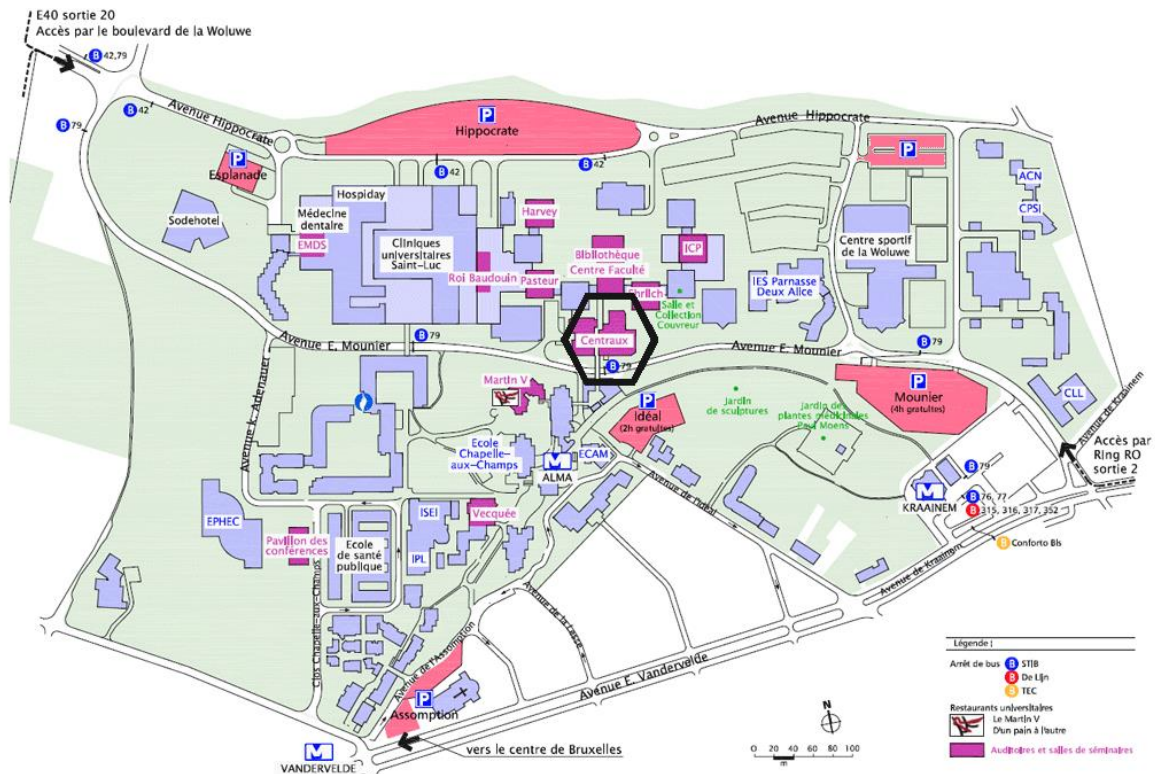 E40 sortie 20
Accès par le boulevard de la Woluwe
B 42,79
B 42
B 79
Avenue Hippocrate
P
Hippocrate
Avenue Hippocrate
P
Esplanade
B 42
B 42
P
ACN
CPSI
Sodehotel
Hospiday
Médecine
dentaire
EMDS
Cliniques
universitaires
Saint-Luc
Roi Baudouin
Harvey
Pasteur
Bibliothèque
Centre Faculté
ICP
Ehrlich
Salle et
Collection
Couvreur
IES Parnasse
Deux Alice
Centre sportif
de la Woluwe
Centraux
Avenue E. Mounier
B 79
B 79
Avenue E. Mounier
B 79
Avenue K. Adenauer
Martin V
P
Idéal
(2h gratuites)
Jardin
de sculptures
Jardin des
plantes médicinales
Paul Moens
P
Mounier
(4h gratuites)
CLL
Avenue de Kraainem
Accès par
Ring RO
sortie 2
Ecole
Chapelle-
aux-Champs
M
ALMA
ECAM
Avenue de l'Idéal
B 79
M
KRAAINEM
B 76, 77
B 315, 316, 317, 352
B Conforto Bis
Avenue de Kraainem
EPHEC
Pavillon des
conférences
Ecole
de santé
publique
ISEI
IPL
Vecquée
Clos Chapelle-aux-Champs
Avenue de l'Assomption
Avenue de la Lesse
Avenue E. Vandervelde
P
Assomption
M
VANDERVELDE
vers le centre de Bruxelles
N
0 20 40 60 80 100
m
Légende :
Arrêt de bus B STIB
B De Lijn
B TEC
Restaurants universitaires
Le Martin V
D'un pain à l'autre
Auditoires et salles de séminaires